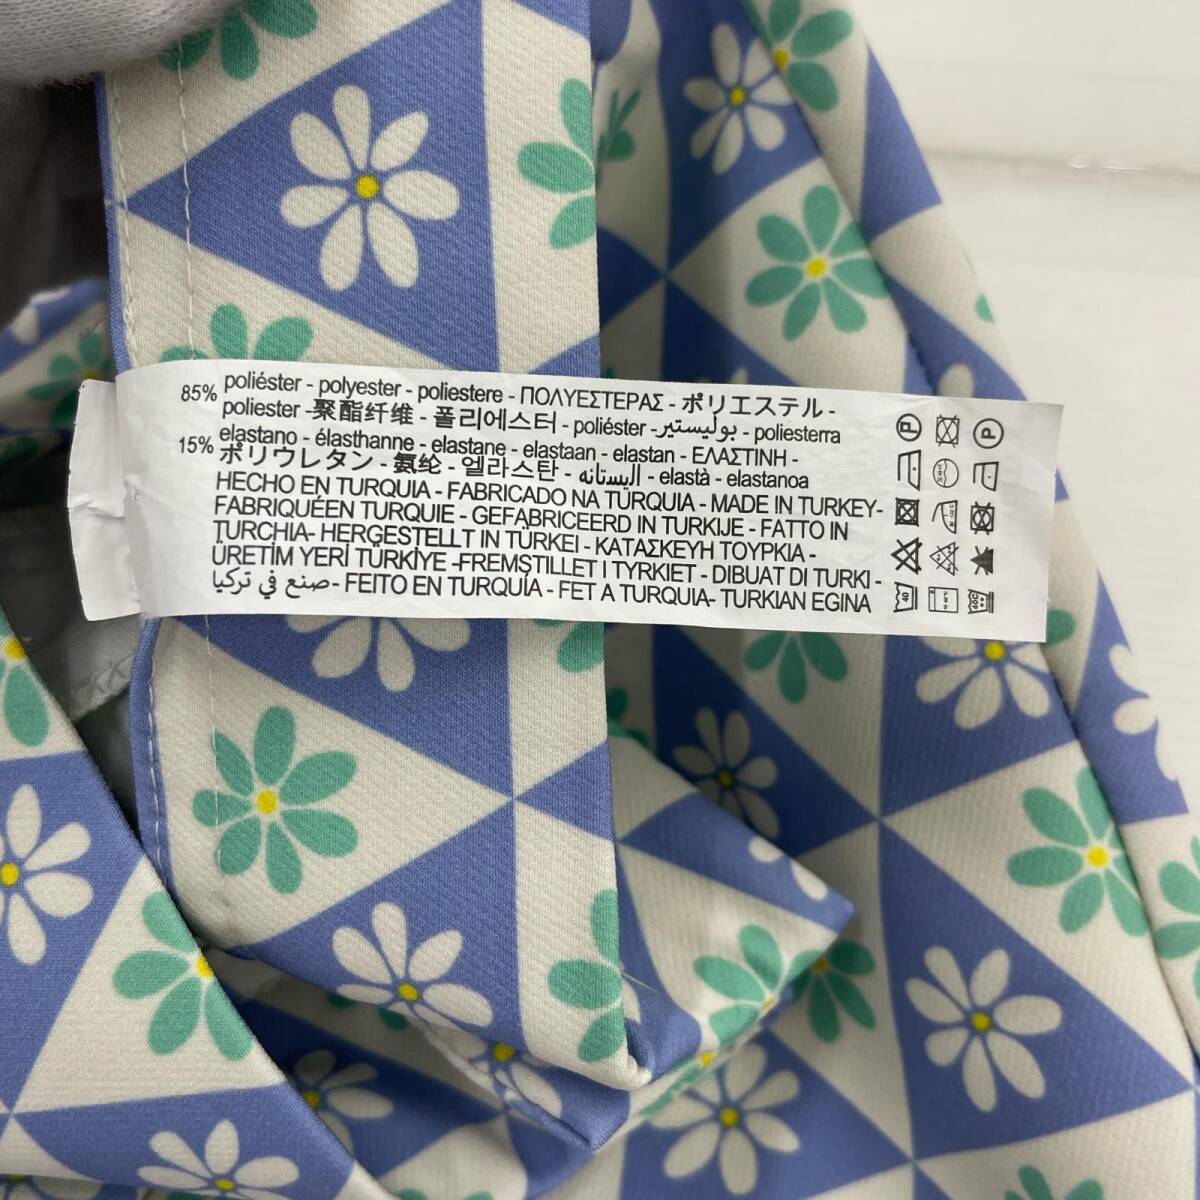 85% poliéster - polyester - poliestere - ΠΟΛΥΕΣΤΕΡΑΣ - ポリエステル -
poliester -聚酯纤维 - 폴리에스터 - poliéster -بوليستير - poliesterra
15% elastano - élasthanne - elastane - elastaan - elastan - ΕΛΑΣΤΙΝΗ -
ポリウレタン - 氨纶 - 엘라스탄 - اليستانه - elastà - elastanoa
HECHO EN TURQUIA - FABRICADO NA TURQUIA - MADE IN TURKEY-
FABRIQUÉEN TURQUIE - GEFABRICEERD IN TURKIJE - FATTO IN
TURCHIA- HERGESTELLT IN TÜRKEI - ΚΑΤΑΣΚΕΥΗ ΤΟΥΡΚΙΑ -
ÜRETİM YERİ TÜRKİYE -FREMSTILLET I TYRKIET - DIBUAT DI TURKI -
صنع في تركيا - FEITO EN TURQUÍA - FET A TURQUIA- TURKIAN EGINA